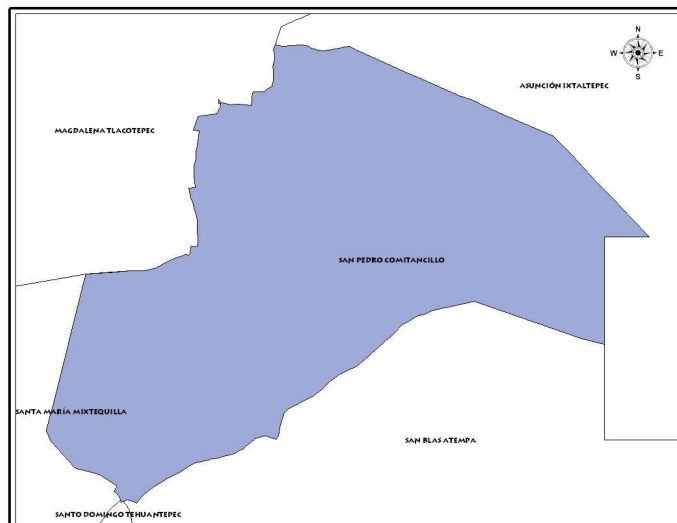 N
W E
S
ASUNCIÓN IXTALTEPEC
MAGDALENA TLACOTEPEC
SAN PEDRO COMITANCILLO
SANTA MARÍA MIXTEQUILLA
SAN BLAS ATEMPA
SANTO DOMINGO TEHUANTEPEC